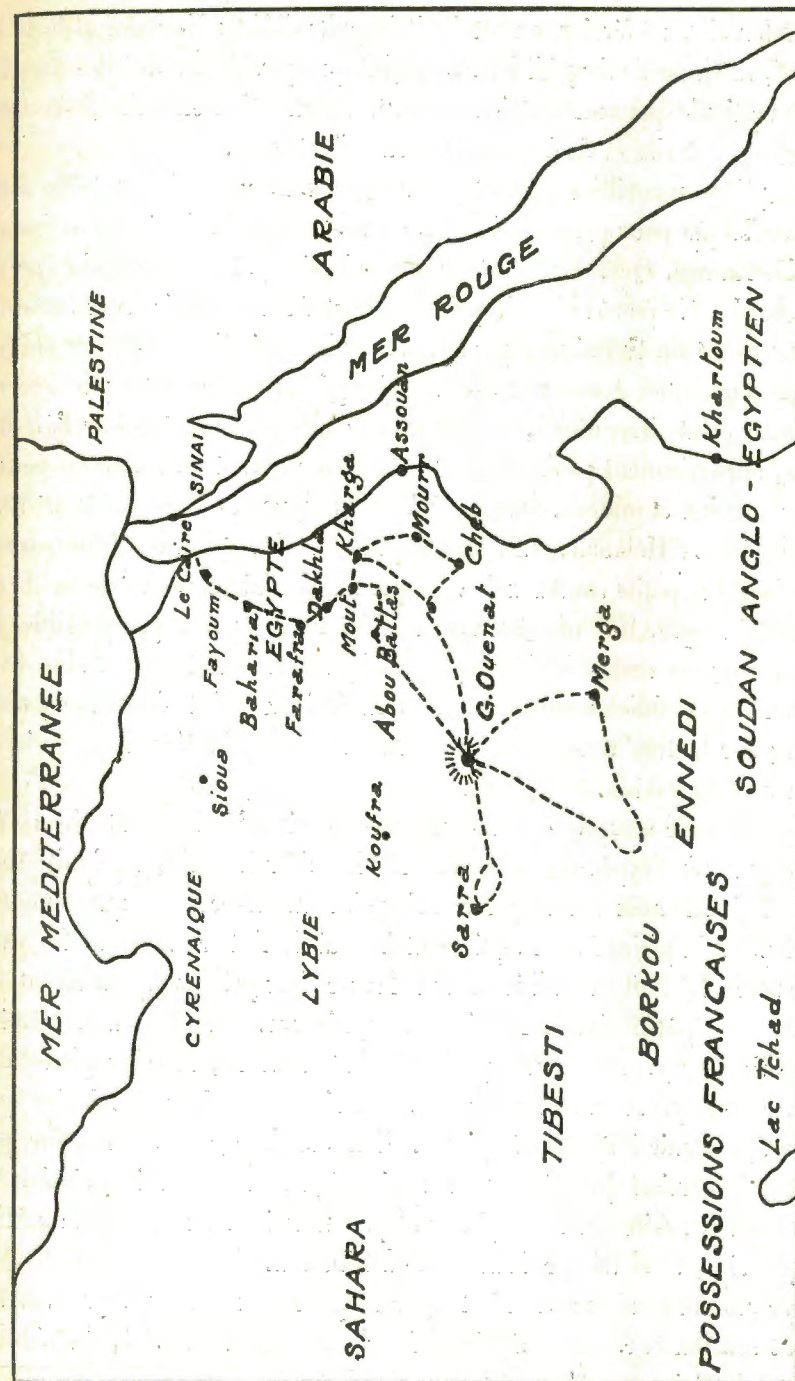 MER MEDITERRANEE
PALESTINE
ARABIE
SINAI
MER ROUGE
Le Caire
Fayoum
Sioua
Baharia
EGYPTE
Farafrad
Dakhla
Mout
Kharga
Assouan
Mourr
Cheb
Abou Ballas
G. Ouenat
CYRENAIQUE
LYBIE
Koufra
Sarra
Merga
Khartoum
SAHARA
TIBESTI
BORKOU
ENNEDI
SOUDAN ANGLO-EGYPTIEN
POSSESSIONS FRANCAISES
Lac Tchad